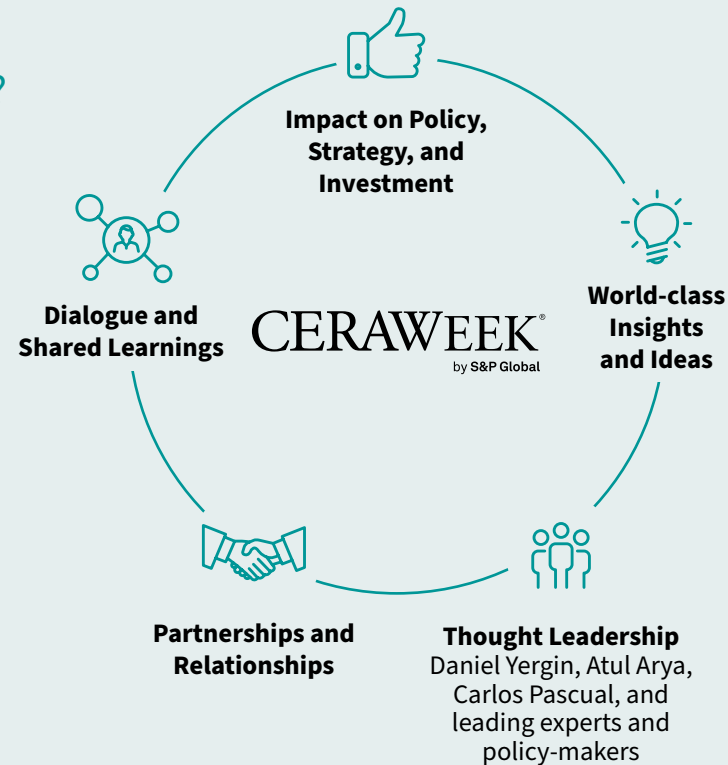 Impact on Policy,
Strategy, and
Investment
World-class
Insights
and Ideas
Dialogue and
Shared Learnings
CERAWEEK®
by S&P Global
Partnerships and
Relationships
Thought Leadership
Daniel Yergin, Atul Arya,
Carlos Pascual, and
leading experts and
policy-makers